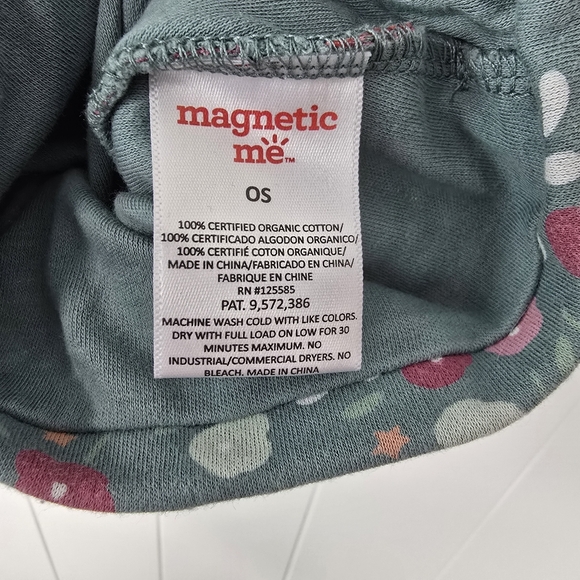 magnetic
me™
OS
100% CERTIFIED ORGANIC COTTON/
100% CERTIFICADO ALGODON ORGANICO/
100% CERTIFIÉ COTON ORGANIQUE/
MADE IN CHINA/FABRICADO EN CHINA/
FABRIQUE EN CHINE
RN #125585
PAT. 9,572,386
MACHINE WASH COLD WITH LIKE COLORS.
DRY WITH FULL LOAD ON LOW FOR 30
MINUTES MAXIMUM. NO
INDUSTRIAL/COMMERCIAL DRYERS. NO
BLEACH. MADE IN CHINA